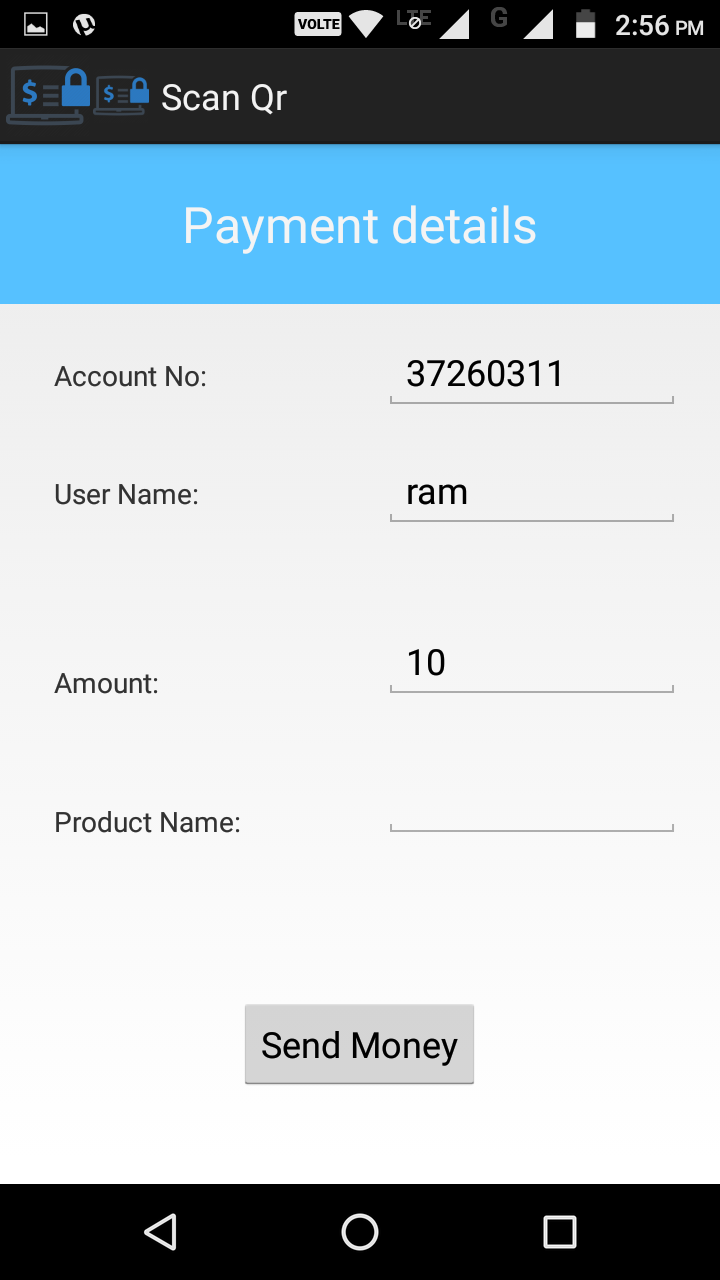 VOLTE LTE G 2:56 PM
$ $ Scan Qr
Payment details
Account No: 37260311
User Name: ram
Amount: 10
Product Name:
Send Money